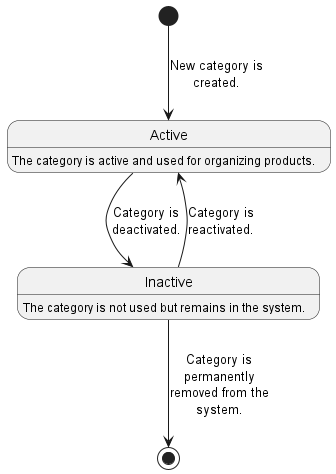 New category is
created.
Active
The category is active and used for organizing products.
Category is
deactivated.
Category is
reactivated.
Inactive
The category is not used but remains in the system.
Category is
permanently
removed from the
system.